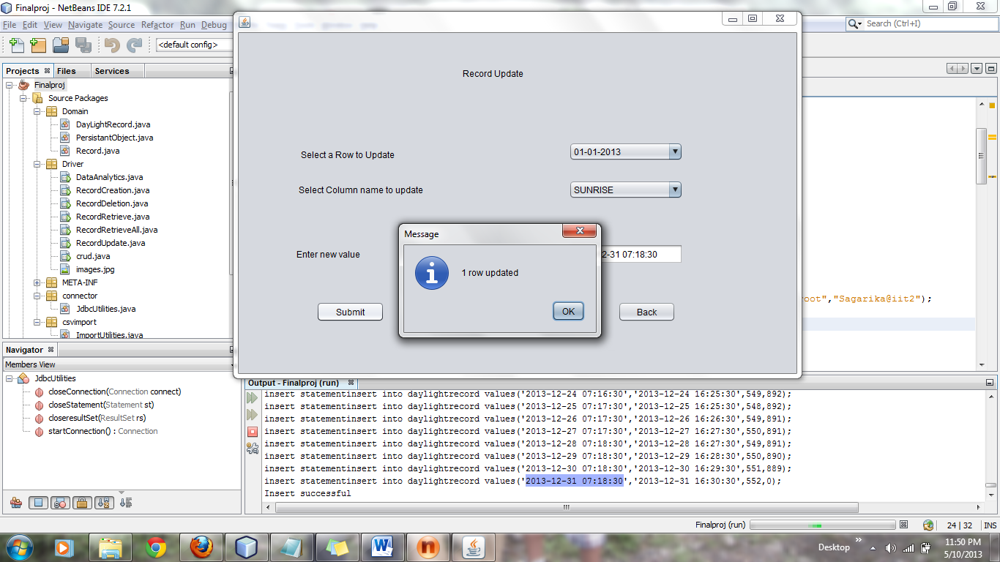 Finalproj - NetBeans IDE 7.2.1
File Edit View Navigate Source Refactor Run Debug
Search (Ctrl+I)
<default config>
Projects Files Services
Finalproj
Source Packages
Domain
DayLightRecord.java
PersistantObject.java
Record.java
Driver
DataAnalytics.java
RecordCreation.java
RecordDeletion.java
RecordRetrieve.java
RecordRetrieveAll.java
RecordUpdate.java
crud.java
images.jpg
META-INF
connector
JdbcUtilities.java
csvimport
ImportUtilities.java
Navigator
Members View
JdbcUtilities
closeConnection(Connection connect)
closeStatement(Statement st)
closeresultSet(ResultSet rs)
startConnection() : Connection
Record Update
Select a Row to Update
01-01-2013
Select Column name to update
SUNRISE
Enter new value
2-31 07:18:30
Submit
Back
Message
1 row updated
OK
root","Sagarika@iit2");
Output - Finalproj (run)
insert statementinsert into daylightrecord values('2013-12-24 07:16:30','2013-12-24 16:25:30',549,892);
insert statementinsert into daylightrecord values('2013-12-25 07:17:30','2013-12-25 16:25:30',548,892);
insert statementinsert into daylightrecord values('2013-12-26 07:17:30','2013-12-26 16:26:30',549,891);
insert statementinsert into daylightrecord values('2013-12-27 07:17:30','2013-12-27 16:27:30',550,891);
insert statementinsert into daylightrecord values('2013-12-28 07:18:30','2013-12-28 16:27:30',549,891);
insert statementinsert into daylightrecord values('2013-12-29 07:18:30','2013-12-29 16:28:30',550,890);
insert statementinsert into daylightrecord values('2013-12-30 07:18:30','2013-12-30 16:29:30',551,889);
insert statementinsert into daylightrecord values('2013-12-31 07:18:30','2013-12-31 16:30:30',552,0);
Insert successful
Finalproj (run)
24 | 32 INS
Desktop
11:50 PM
5/10/2013